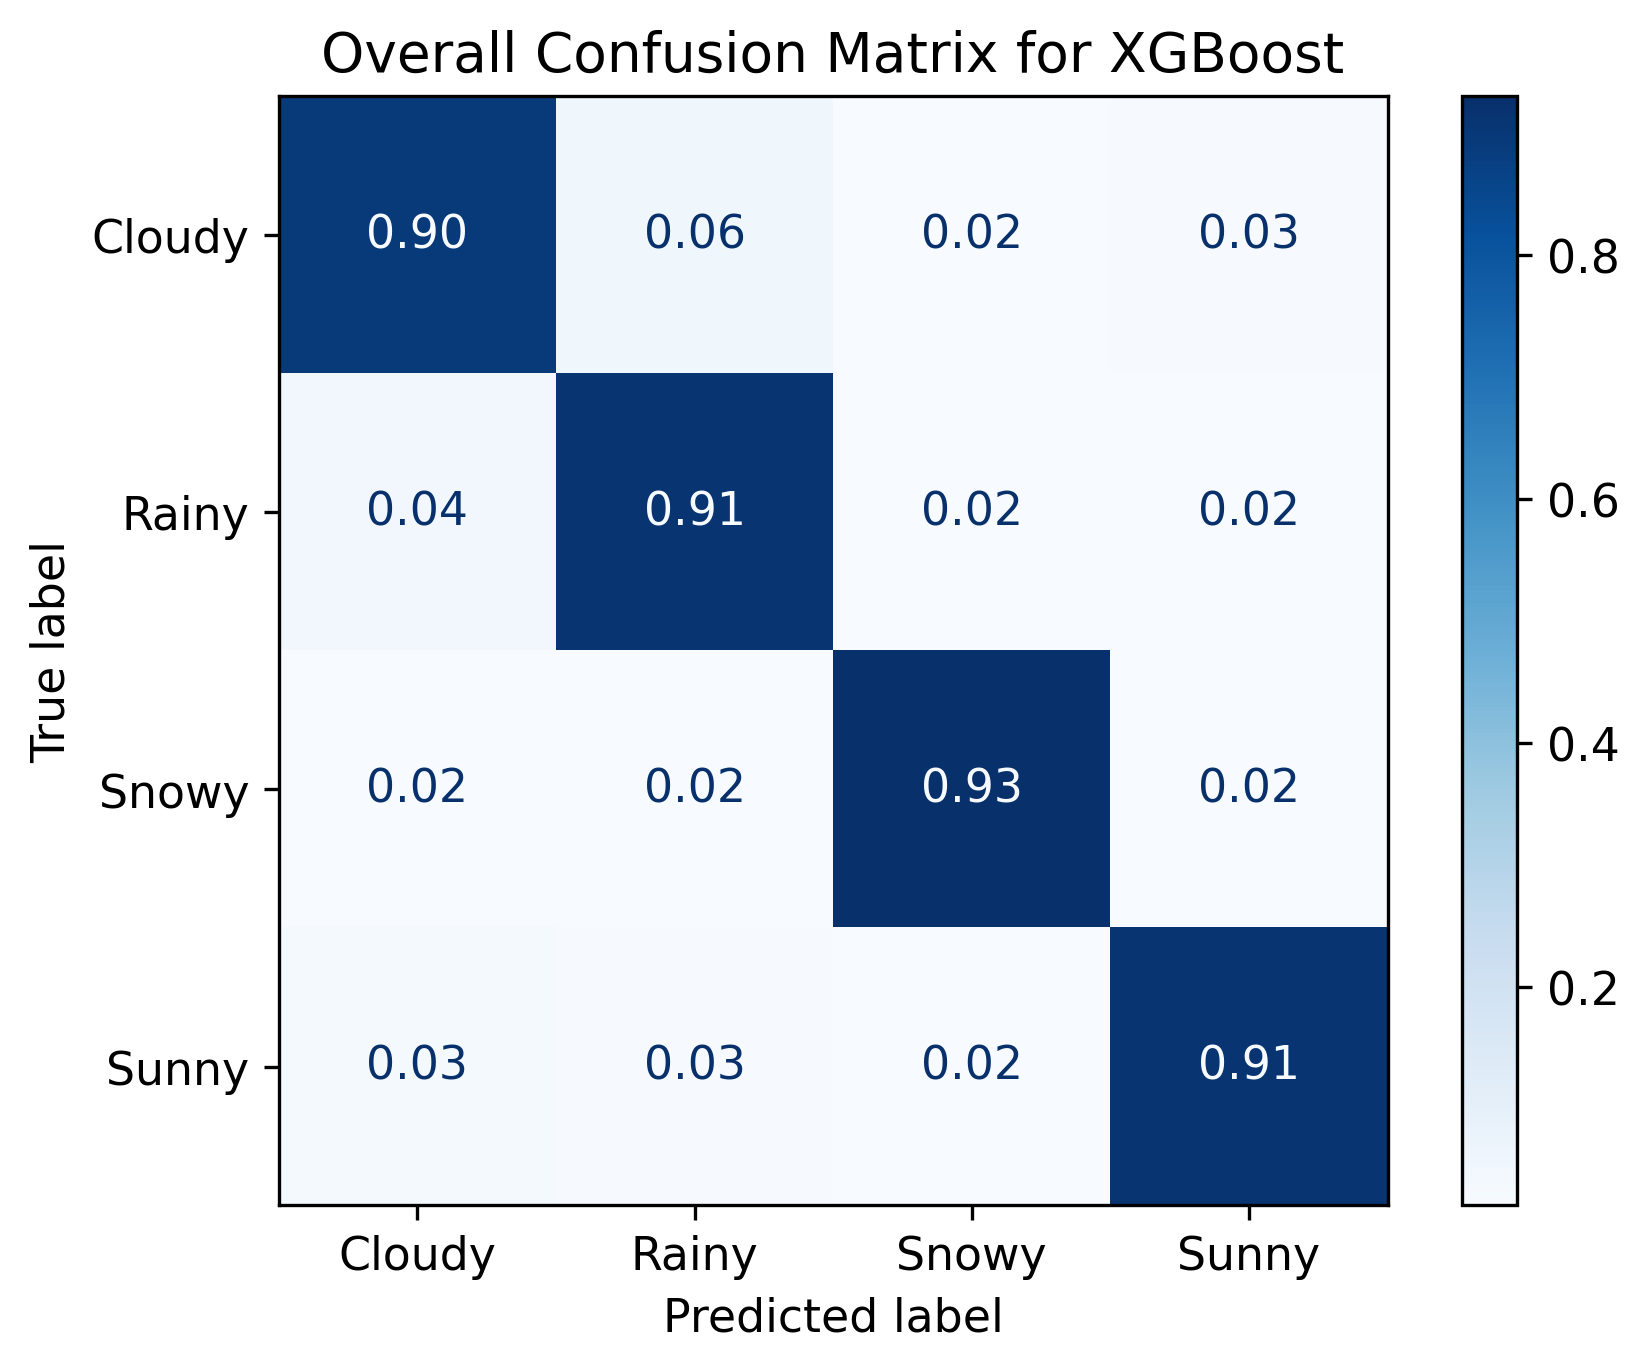 Overall Confusion Matrix for XGBoost
Cloudy 0.90 0.06 0.02 0.03
Rainy 0.04 0.91 0.02 0.02
Snowy 0.02 0.02 0.93 0.02
Sunny 0.03 0.03 0.02 0.91
Cloudy Rainy Snowy Sunny
Predicted label
True label
0.8
0.6
0.4
0.2